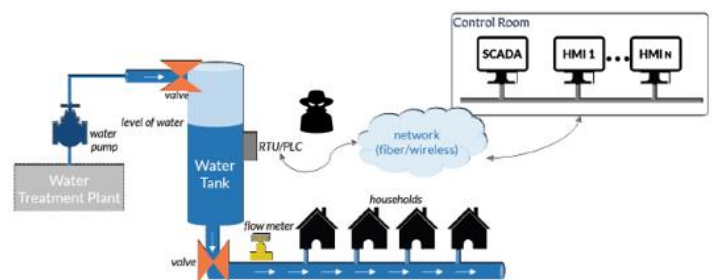 Control Room
SCADA
HMI 1
HMI N
valve
level of water
water
pump
RTU/PLC
network
(fiber/wireless)
Water
Treatment Plant
Water
Tank
households
flow meter
valve